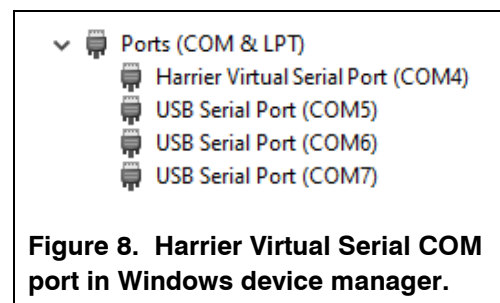 Ports (COM & LPT)
Harrier Virtual Serial Port (COM4)
USB Serial Port (COM5)
USB Serial Port (COM6)
USB Serial Port (COM7)
Figure 8. Harrier Virtual Serial COM
port in Windows device manager.